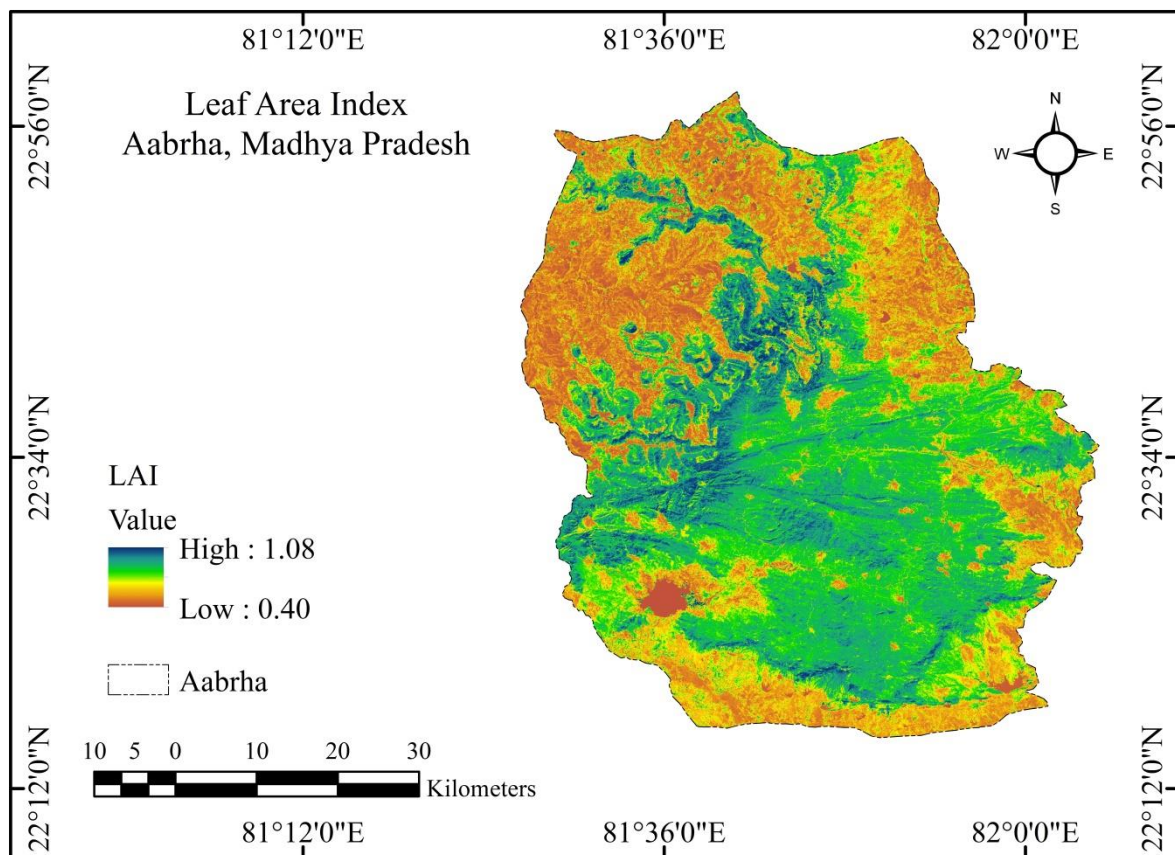 81°12'0"E 81°36'0"E 82°0'0"E
Leaf Area Index
Aabrha, Madhya Pradesh
N
W E
S
22°56'0"N 22°56'0"N
22°34'0"N 22°34'0"N
LAI
Value
High : 1.08
Low : 0.40
Aabrha
10 5 0 10 20 30
Kilometers
22°12'0"N 22°12'0"N
81°12'0"E 81°36'0"E 82°0'0"E